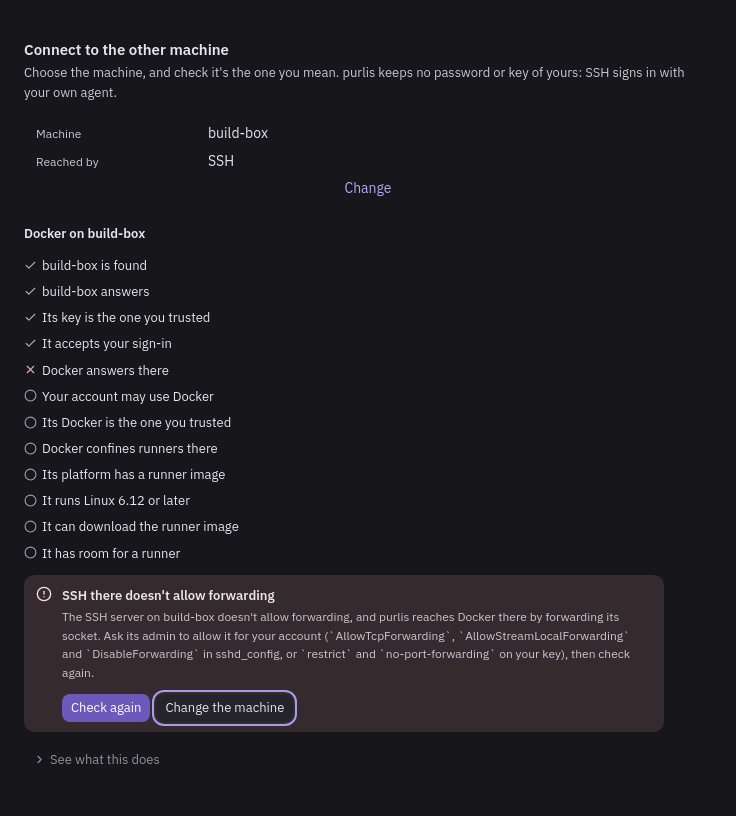 Connect to the other machine
Choose the machine, and check it's the one you mean. purlis keeps no password or key of yours: SSH signs in with
your own agent.
Machine build-box
Reached by SSH
Change
Docker on build-box
build-box is found
build-box answers
Its key is the one you trusted
It accepts your sign-in
Docker answers there
Your account may use Docker
Its Docker is the one you trusted
Docker confines runners there
Its platform has a runner image
It runs Linux 6.12 or later
It can download the runner image
It has room for a runner
SSH there doesn't allow forwarding
The SSH server on build-box doesn't allow forwarding, and purlis reaches Docker there by forwarding its
socket. Ask its admin to allow it for your account (`AllowTcpForwarding`, `AllowStreamLocalForwarding`
and `DisableForwarding` in sshd_config, or `restrict` and `no-port-forwarding` on your key), then check
again.
Check again Change the machine
See what this does